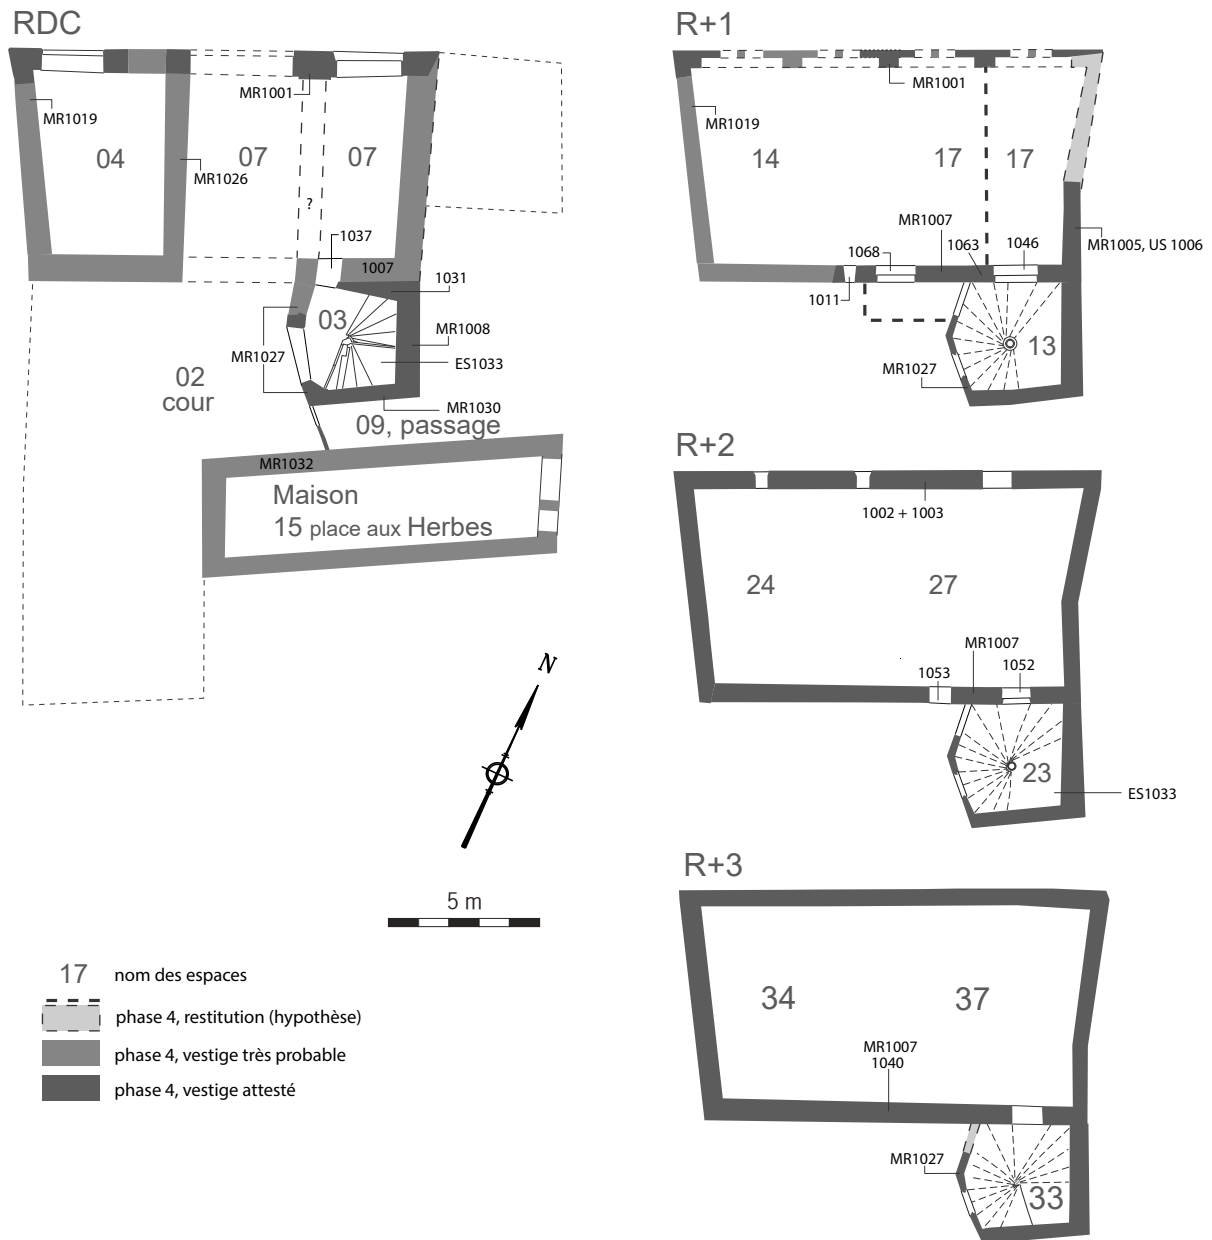 RDC
MR1001
MR1019
04
07
07
MR1026
?
1037
1007
1031
03
MR1008
MR1027
ES1033
02
cour
MR1030
09, passage
MR1032
Maison
15 place aux Herbes
N
5 m
17 nom des espaces
phase 4, restitution (hypothèse)
phase 4, vestige très probable
phase 4, vestige attesté
R+1
MR1001
MR1019
14
17
17
MR1007
MR1005, US 1006
1068
1063
1046
1011
13
MR1027
R+2
1002 + 1003
24
27
MR1007
1053
1052
23
ES1033
R+3
34
37
MR1007
1040
MR1027
33